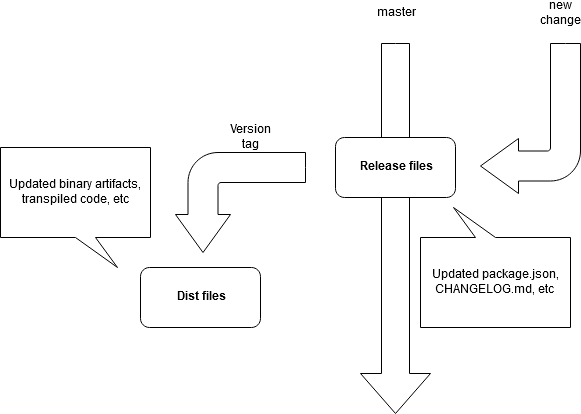 master
new
change
Version
tag
Release files
Updated binary artifacts,
transpiled code, etc
Updated package.json,
CHANGELOG.md, etc
Dist files